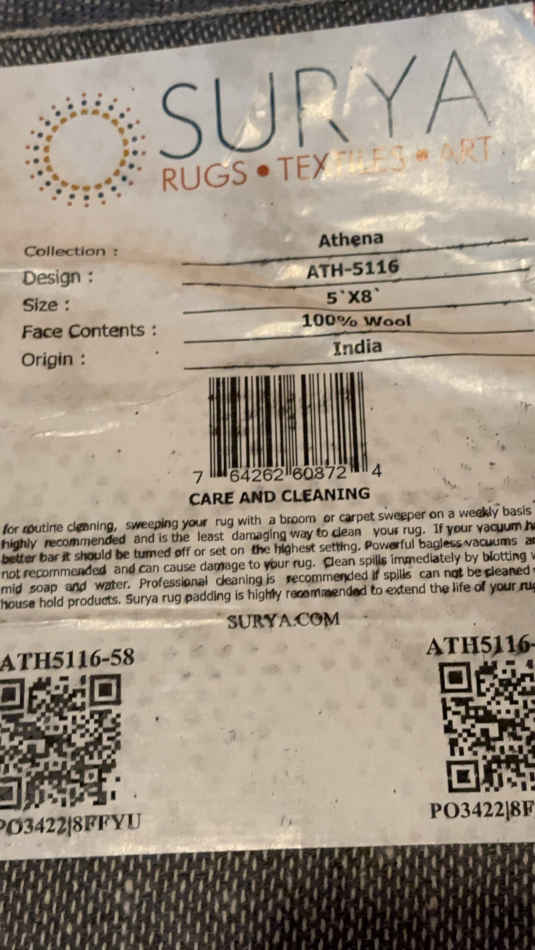 SURYA
RUGS • TEXTILES • ART
Collection : Athena
Design : ATH-5116
Size : 5`X8`
Face Contents : 100% Wool
Origin : India
7 64262 60872 4
CARE AND CLEANING
for routine cleaning, sweeping your rug with a broom or carpet sweeper on a weekly basis
highly recommended and is the least damaging way to clean your rug. If your vacuum
better bar it should be turned off or set on the highest setting. Powerful bagless vacuums
not recommended and can cause damage to your rug. Clean spills immediately by blotting
mid soap and water. Professional cleaning is recommended if spills can not be cleaned
house hold products. Surya rug padding is highly recommended to extend the life of your
SURYA.COM
ATH5116-58
ATH5116-
PO3422|8FFYU
PO3422|8F